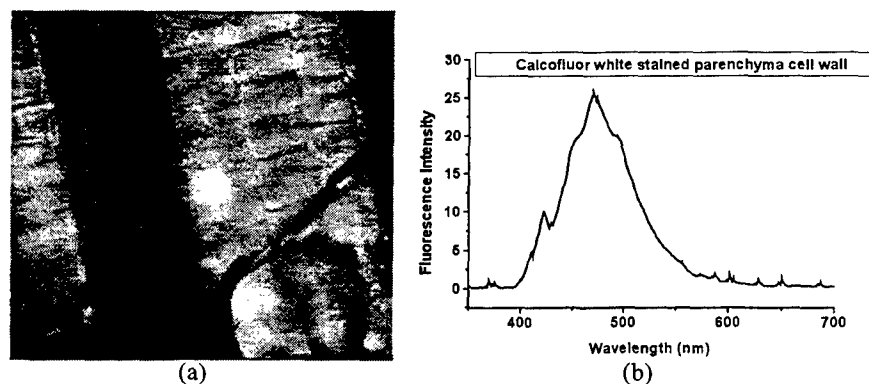 Calcofluor white stained parenchyma cell wall
30
25
20
15
10
5
0
Fluorescence Intensity
400
500
600
700
Wavelength (nm)
(a)
(b)